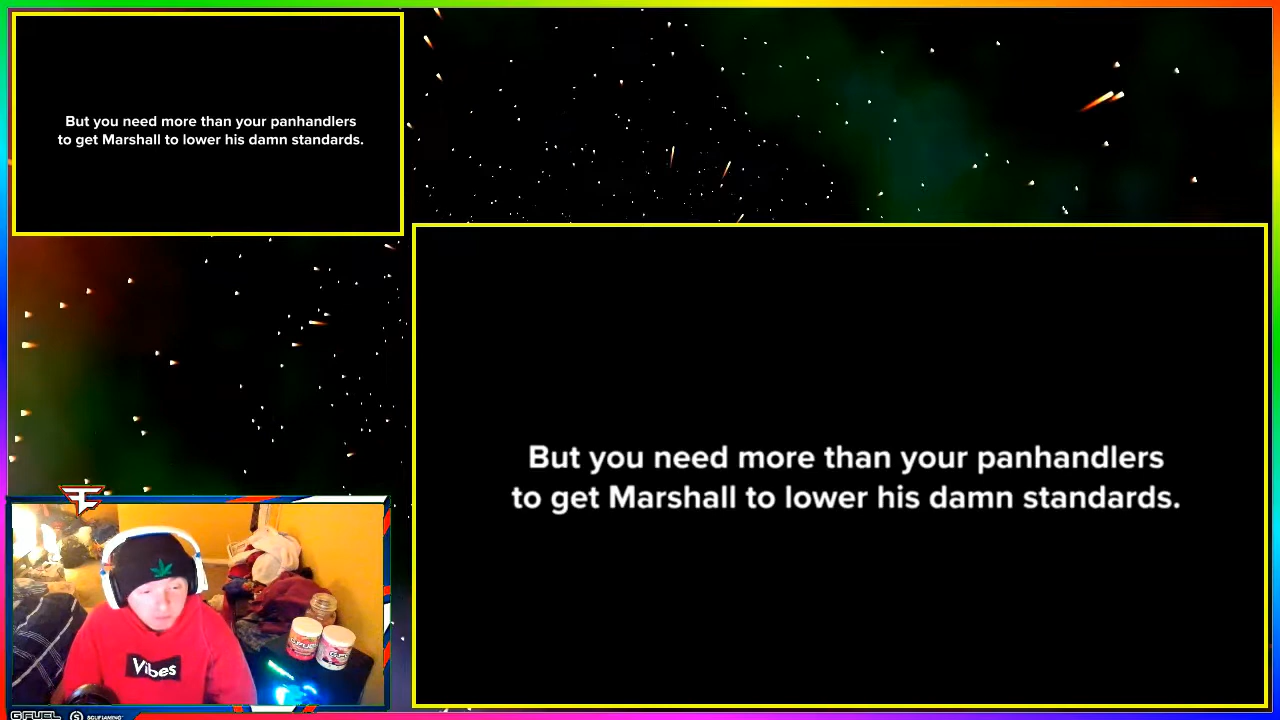 But you need more than your panhandlers
to get Marshall to lower his damn standards.
But you need more than your panhandlers
to get Marshall to lower his damn standards.
Vibes
G FUEL